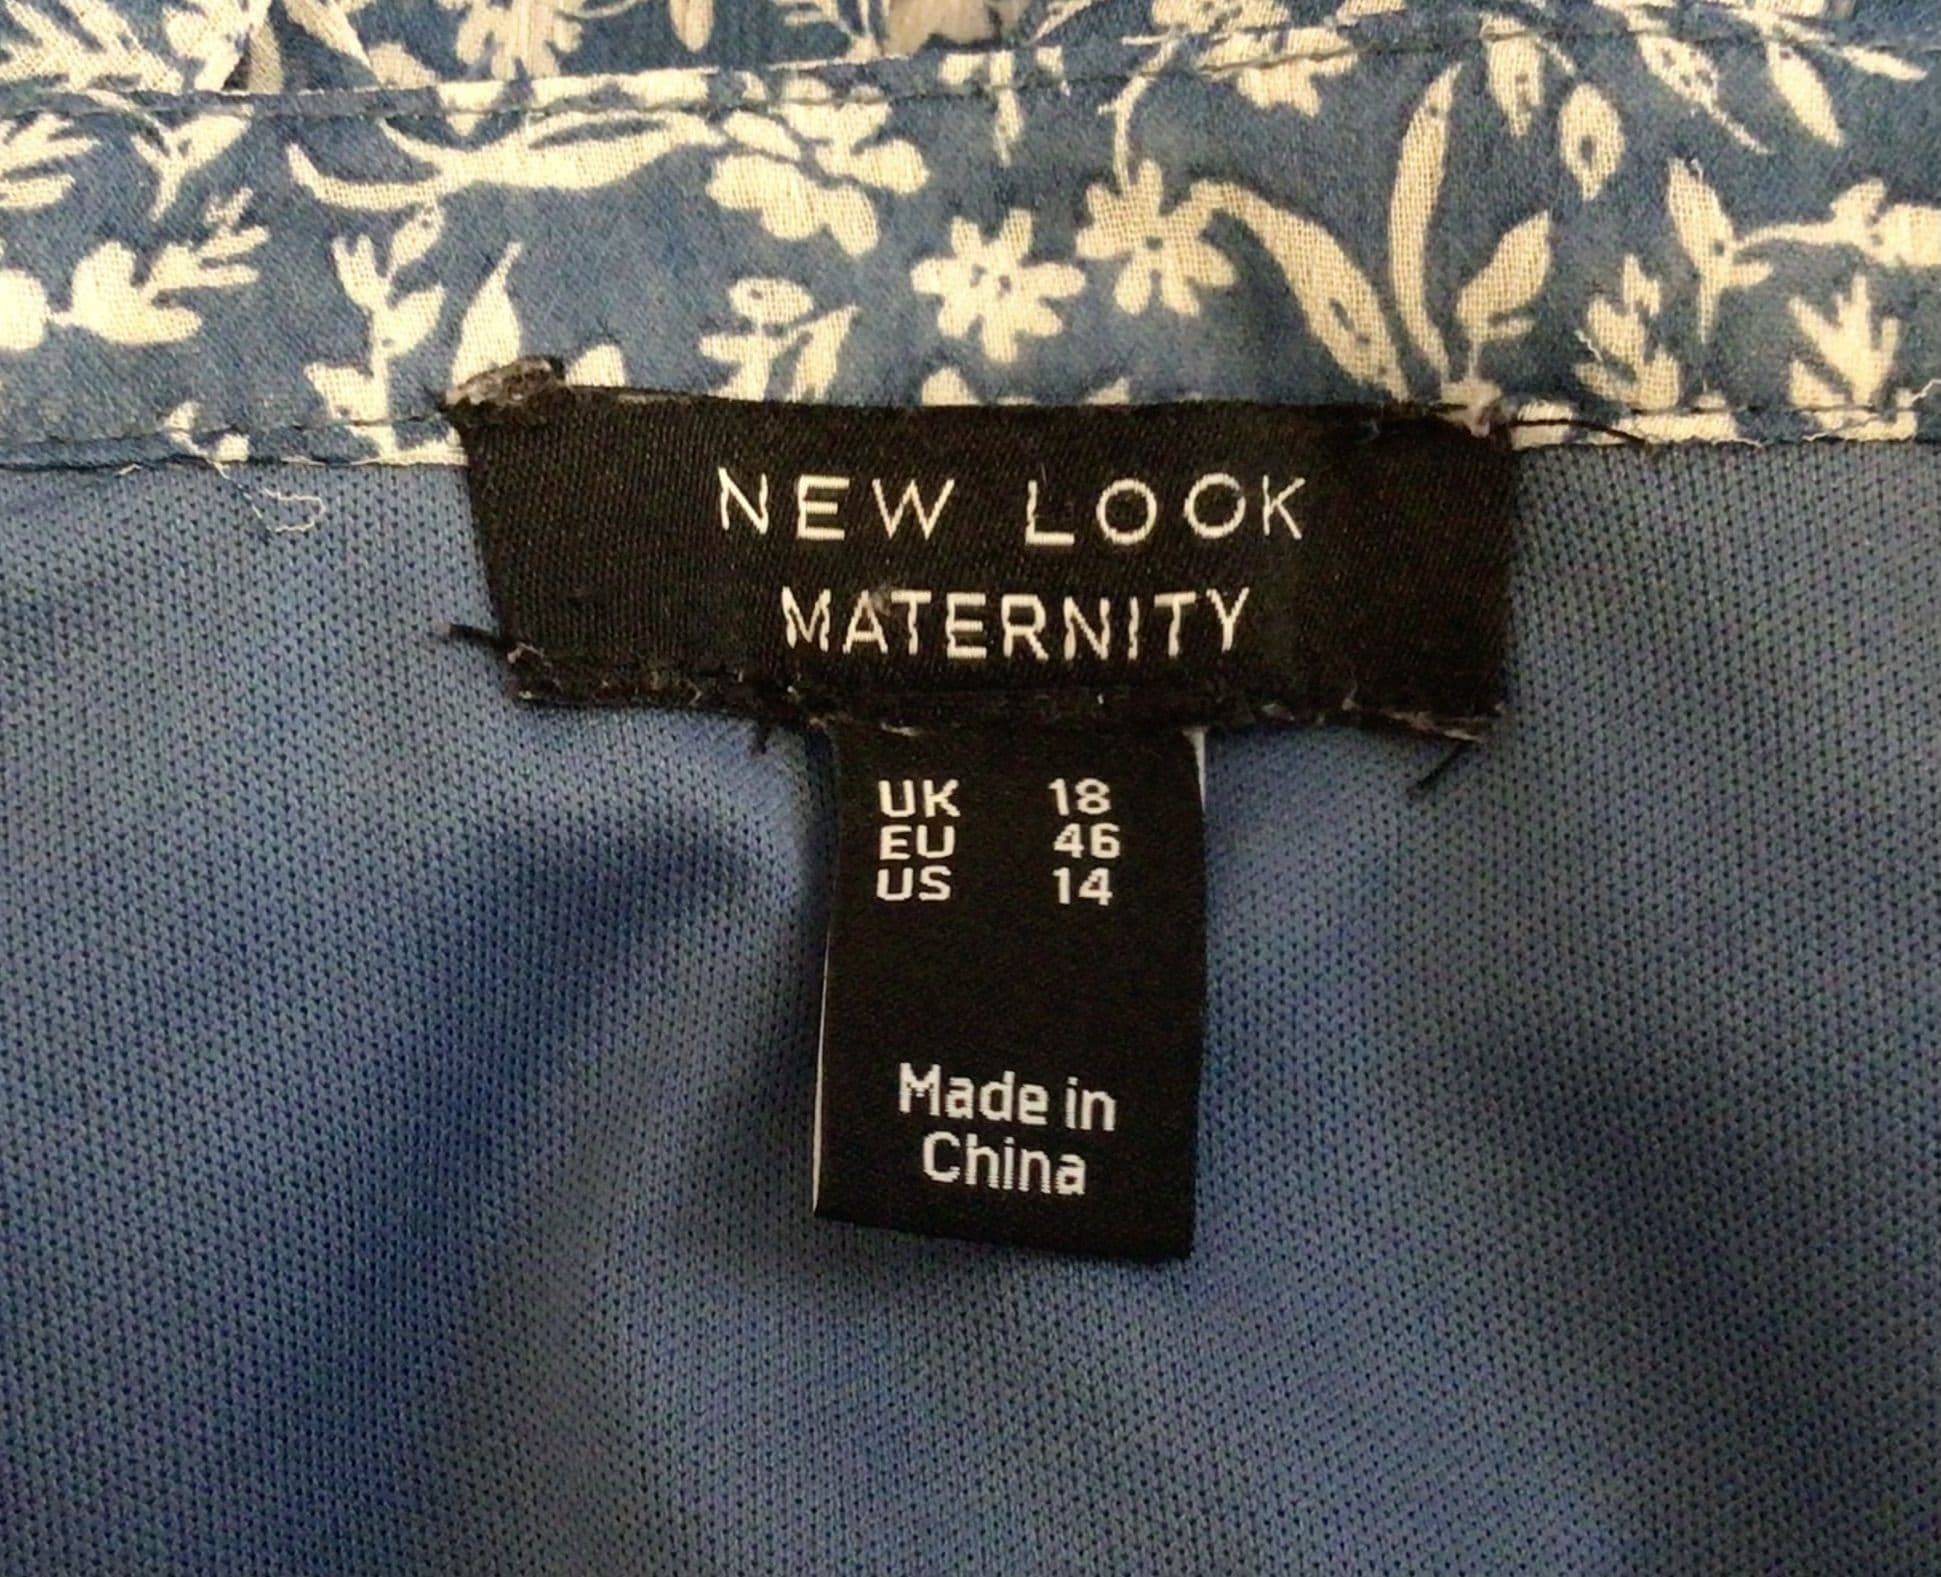 NEW LOOK
MATERNITY
UK 18
EU 46
US 14
Made in
China